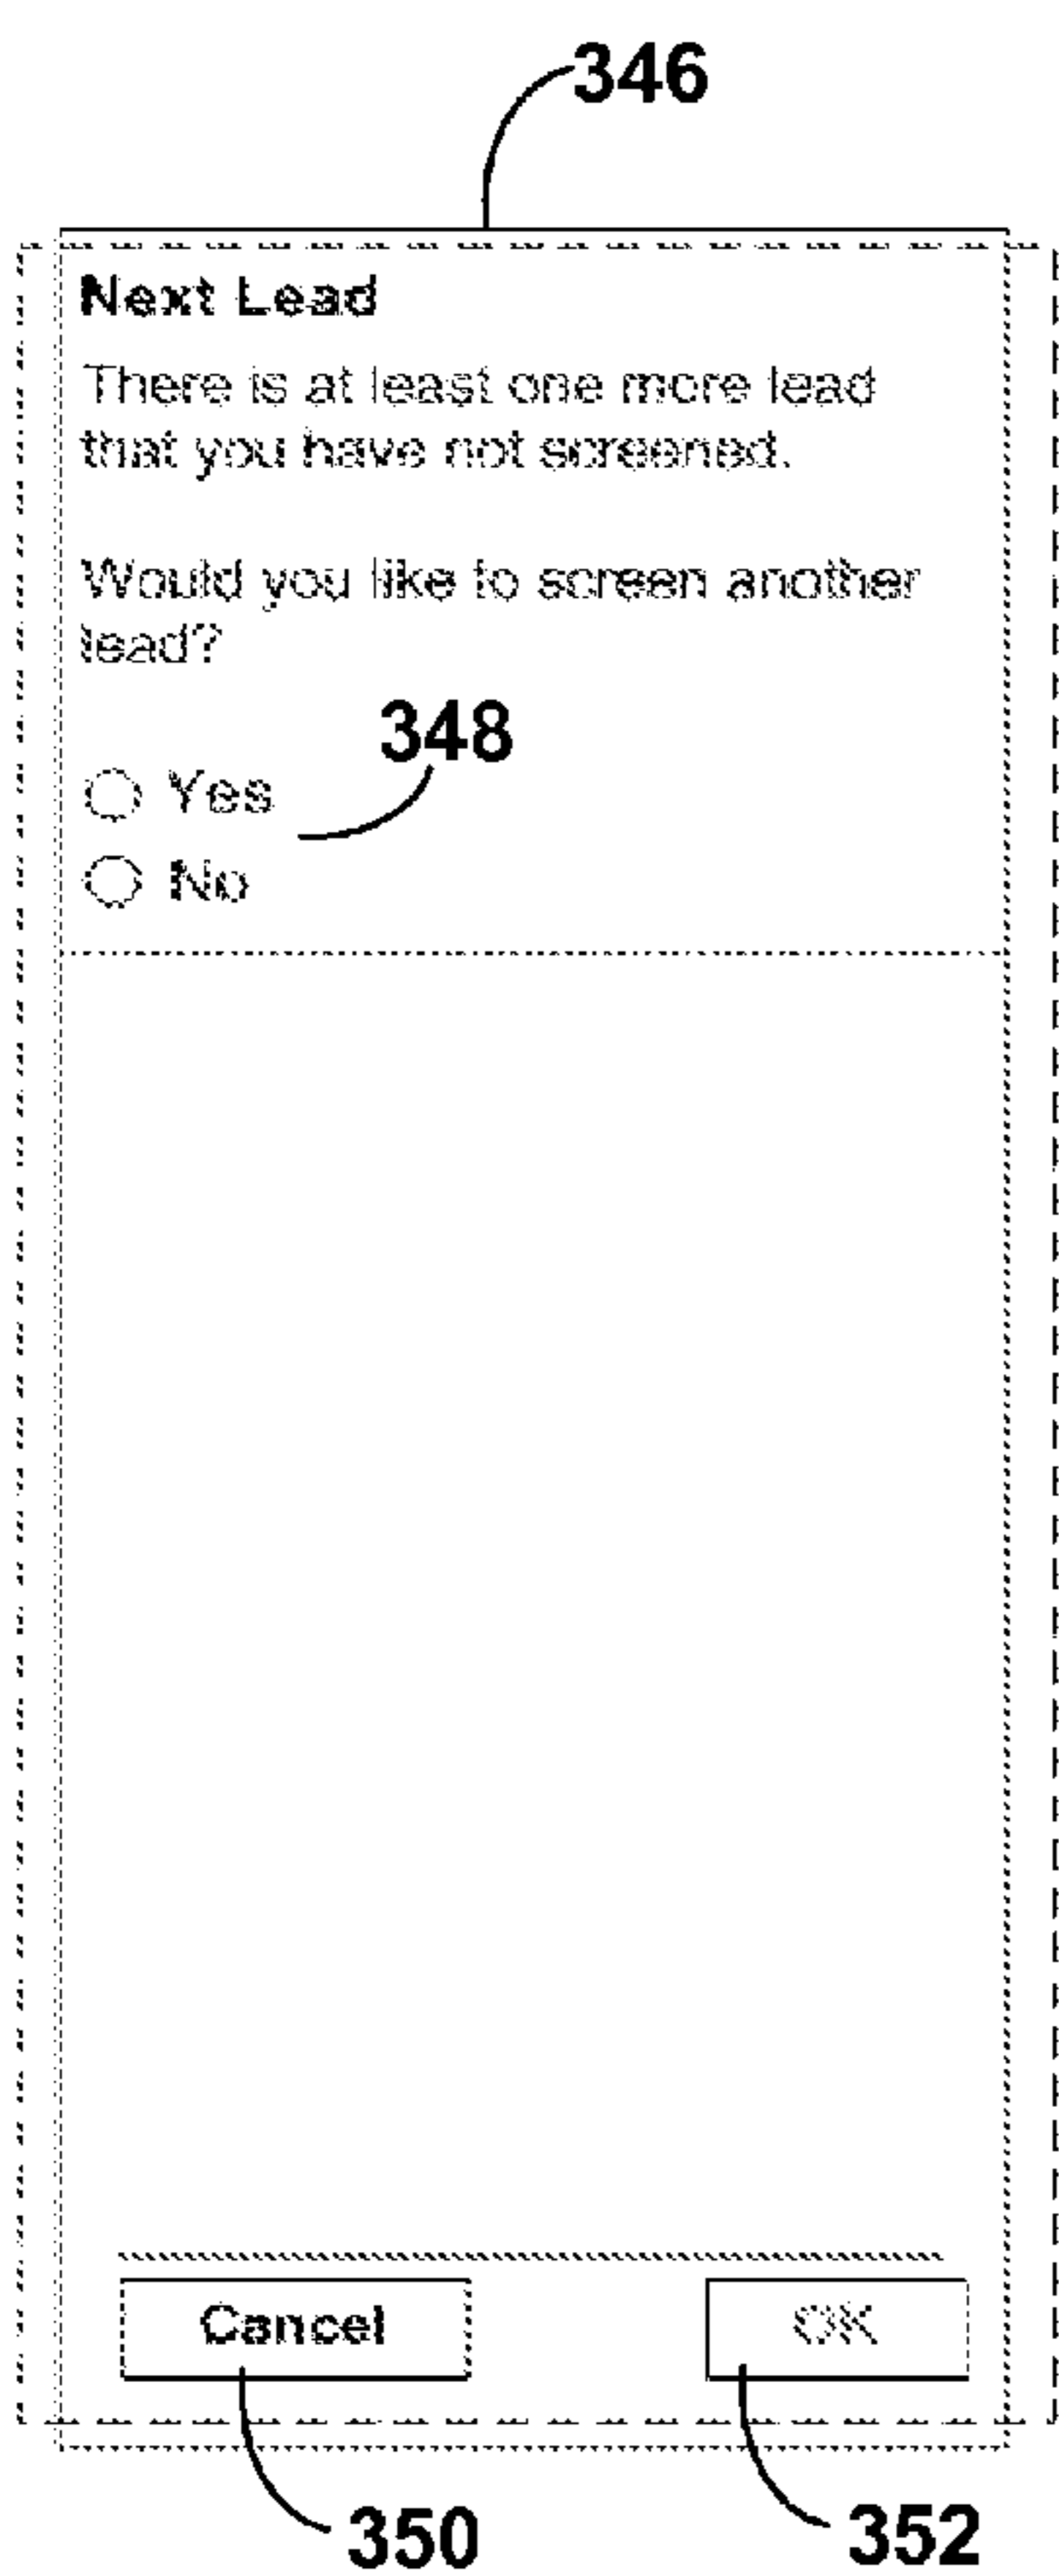 346
Next Lead
There is at least one more lead
that you have not screened.
Would you like to screen another
lead?
348
Yes
No
Cancel
OK
350
352